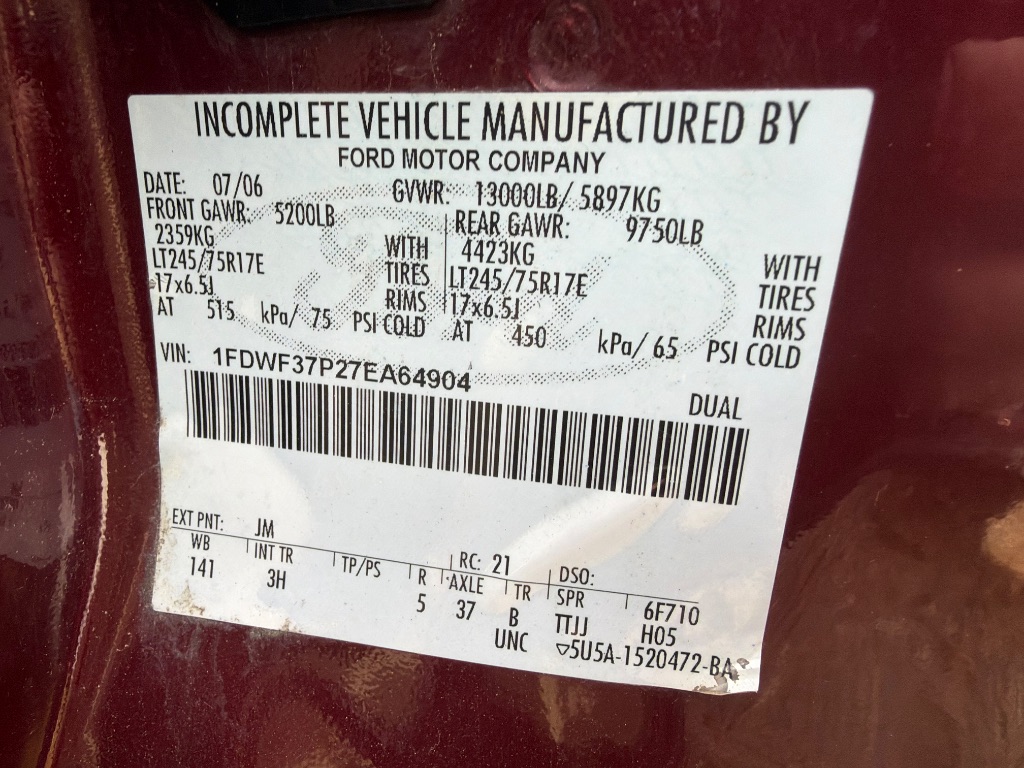 INCOMPLETE VEHICLE MANUFACTURED BY
FORD MOTOR COMPANY
DATE: 07/06 GVWR: 13000LB/ 5897KG
FRONT GAWR: 5200LB REAR GAWR: 9750LB
2359KG WITH 4423KG WITH
LT245/75R17E TIRES LT245/75R17E TIRES
17x6.5J RIMS 17x6.5J RIMS
AT 515 kPa/ 75 PSI COLD AT 450 kPa/ 65 PSI COLD
VIN: 1FDWF37P27EA64904
DUAL
EXT PNT: JM RC: 21 DSO:
WB INT TR TP/PS R AXLE TR SPR 6F710
141 3H 5 37 B TTJJ H05
UNC ▽5U5A-1520472-BA